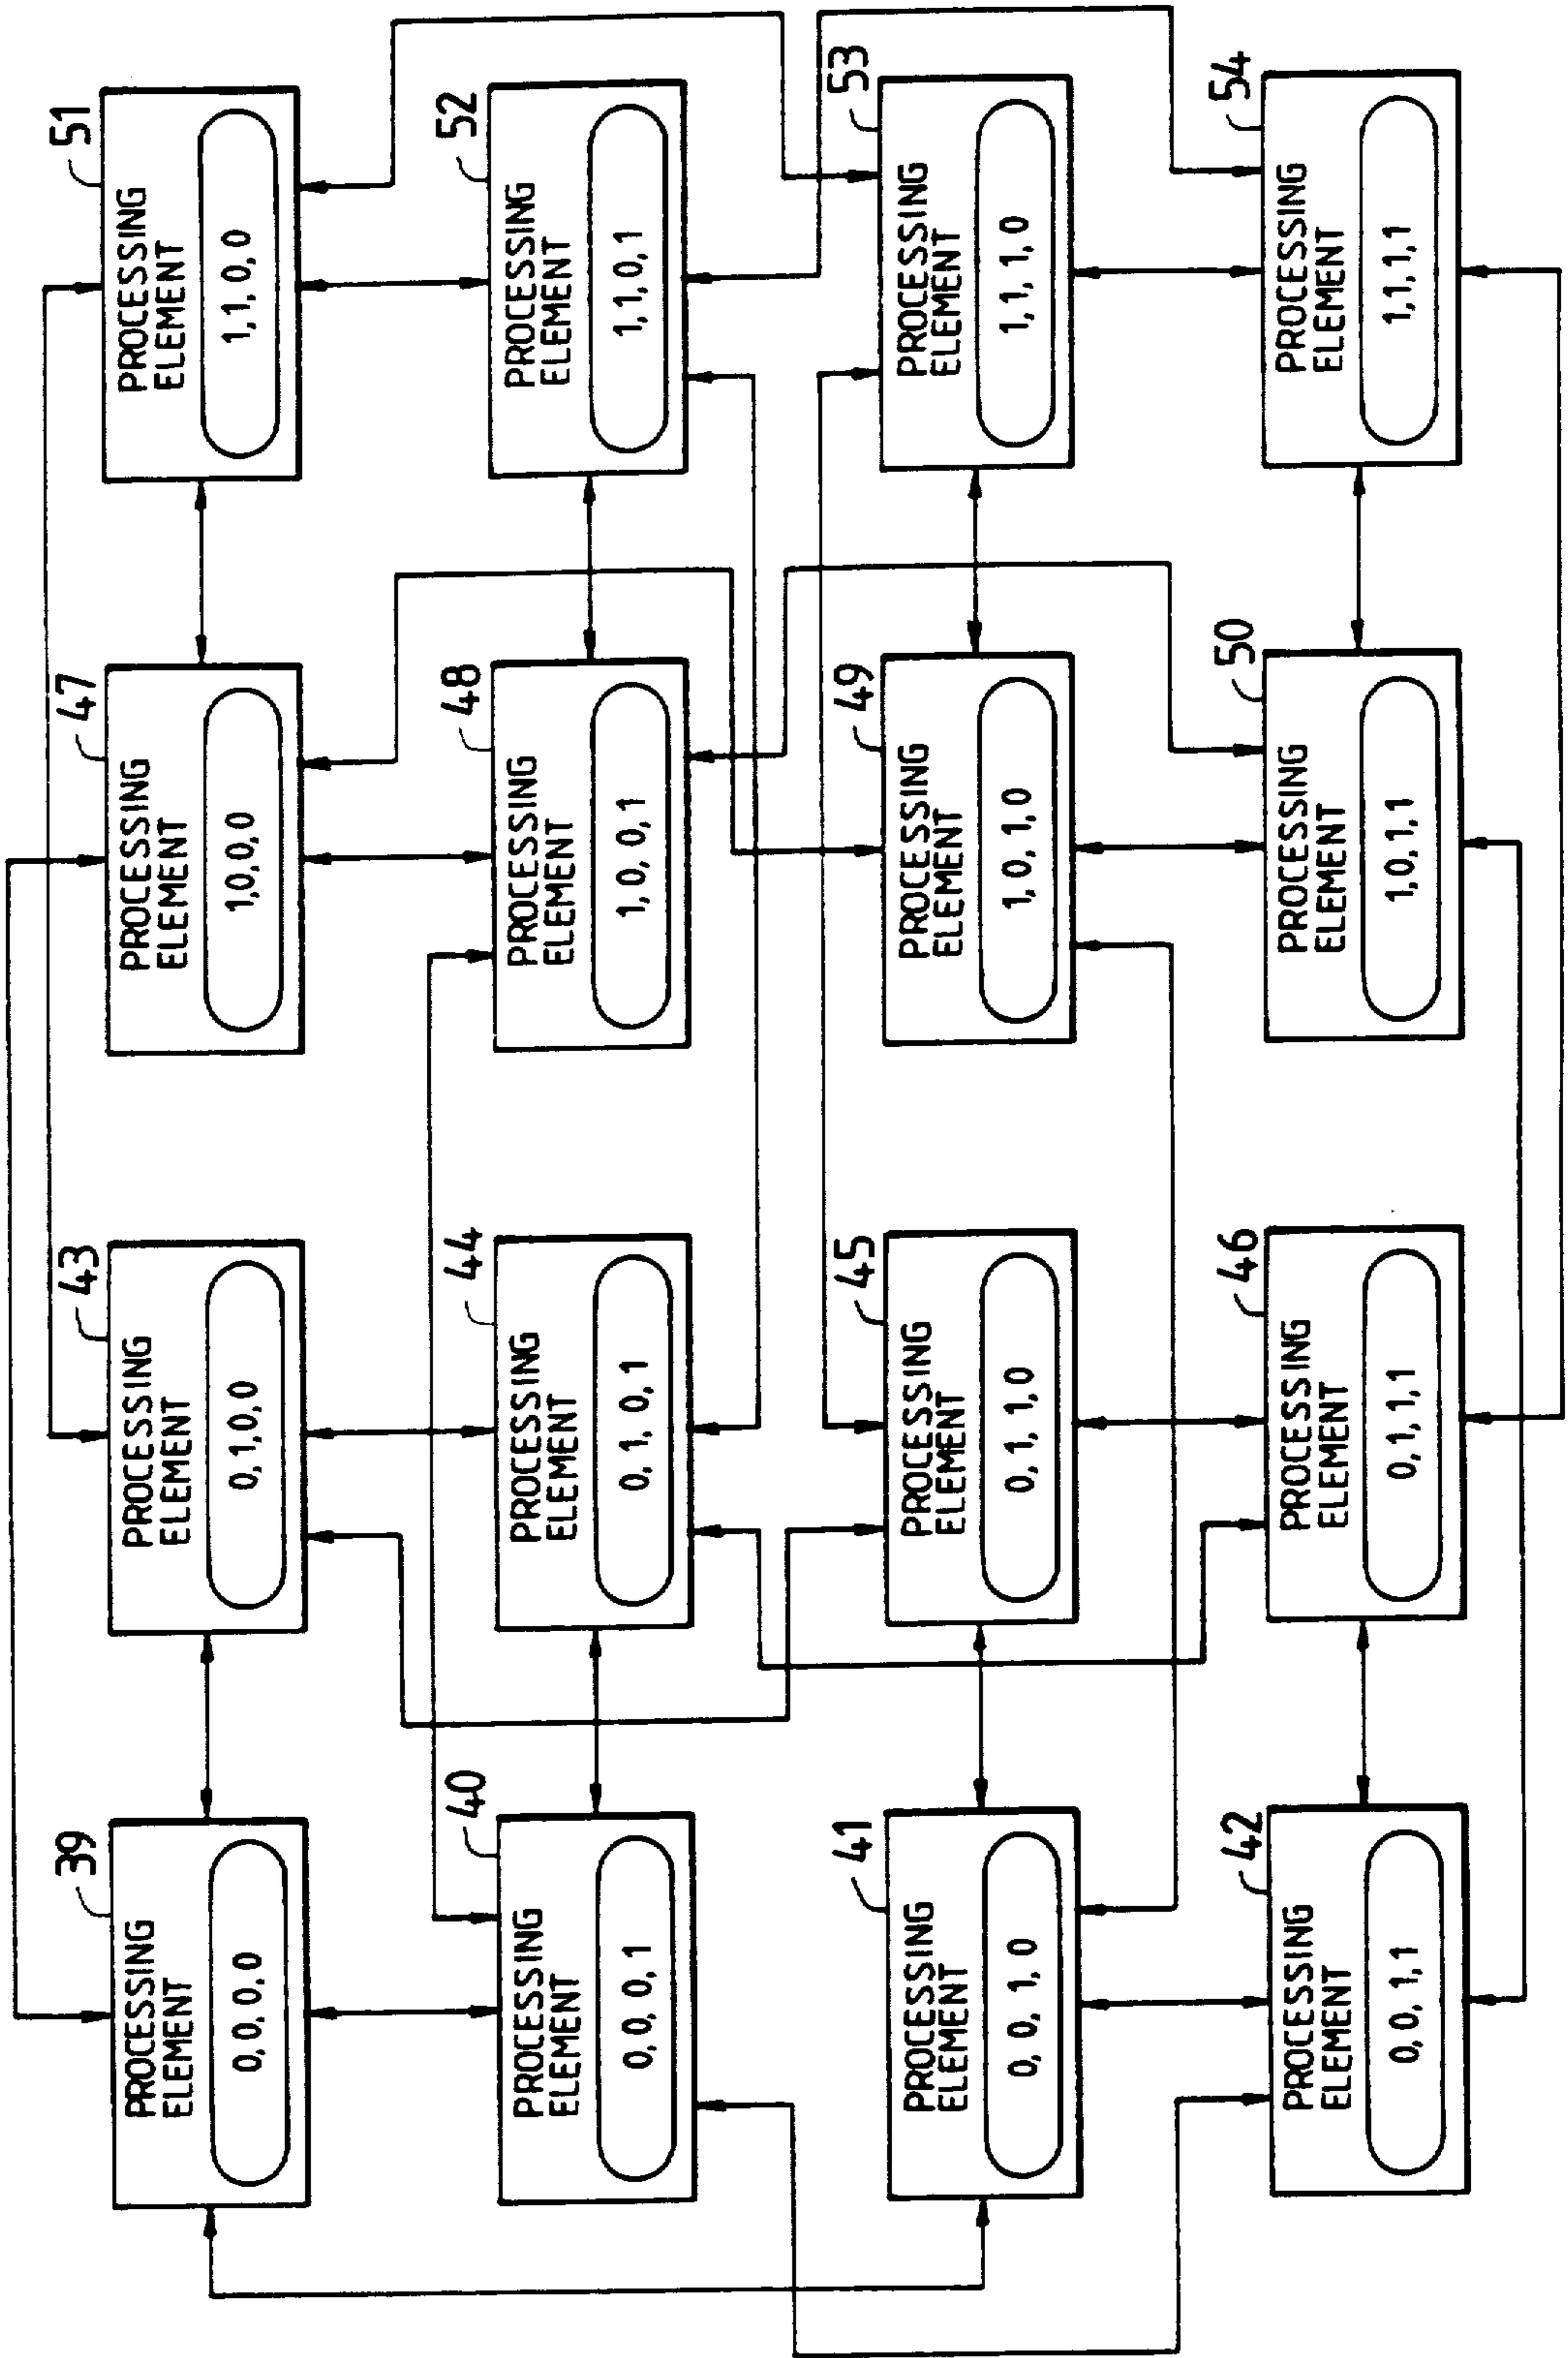 39
PROCESSING
ELEMENT
0, 0, 0, 0
43
PROCESSING
ELEMENT
0, 1, 0, 0
47
PROCESSING
ELEMENT
1, 0, 0, 0
51
PROCESSING
ELEMENT
1, 1, 0, 0
40
PROCESSING
ELEMENT
0, 0, 0, 1
44
PROCESSING
ELEMENT
0, 1, 0, 1
48
PROCESSING
ELEMENT
1, 0, 0, 1
52
PROCESSING
ELEMENT
1, 1, 0, 1
41
PROCESSING
ELEMENT
0, 0, 1, 0
45
PROCESSING
ELEMENT
0, 1, 1, 0
49
PROCESSING
ELEMENT
1, 0, 1, 0
53
PROCESSING
ELEMENT
1, 1, 1, 0
42
PROCESSING
ELEMENT
0, 0, 1, 1
46
PROCESSING
ELEMENT
0, 1, 1, 1
50
PROCESSING
ELEMENT
1, 0, 1, 1
54
PROCESSING
ELEMENT
1, 1, 1, 1